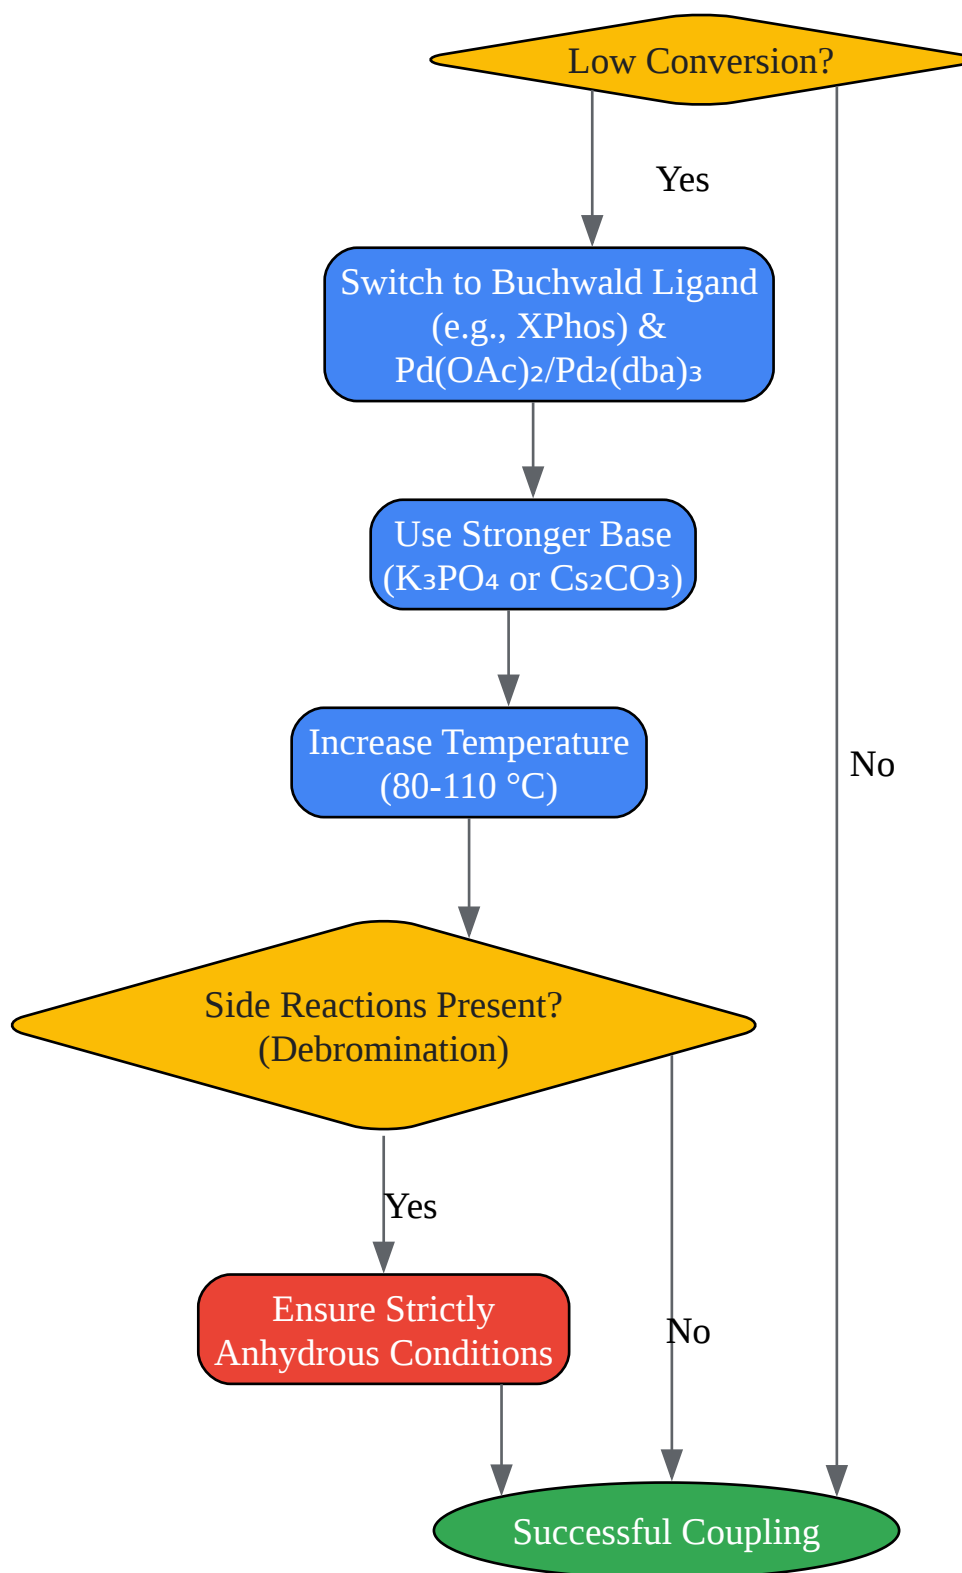 Low Conversion?
Yes
Switch to Buchwald Ligand
(e.g., XPhos) &
Pd(OAc)₂/Pd₂(dba)₃
Use Stronger Base
(K₃PO₄ or Cs₂CO₃)
Increase Temperature
(80-110 °C)
No
Side Reactions Present?
(Debromination)
Yes
Ensure Strictly
Anhydrous Conditions
No
Successful Coupling